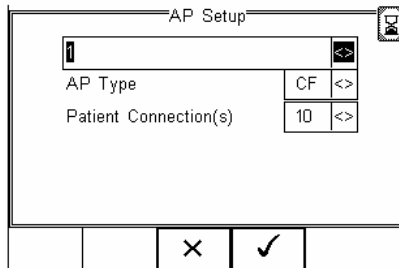 AP Setup
1 <>
AP Type CF <>
Patient Connection(s) 10 <>